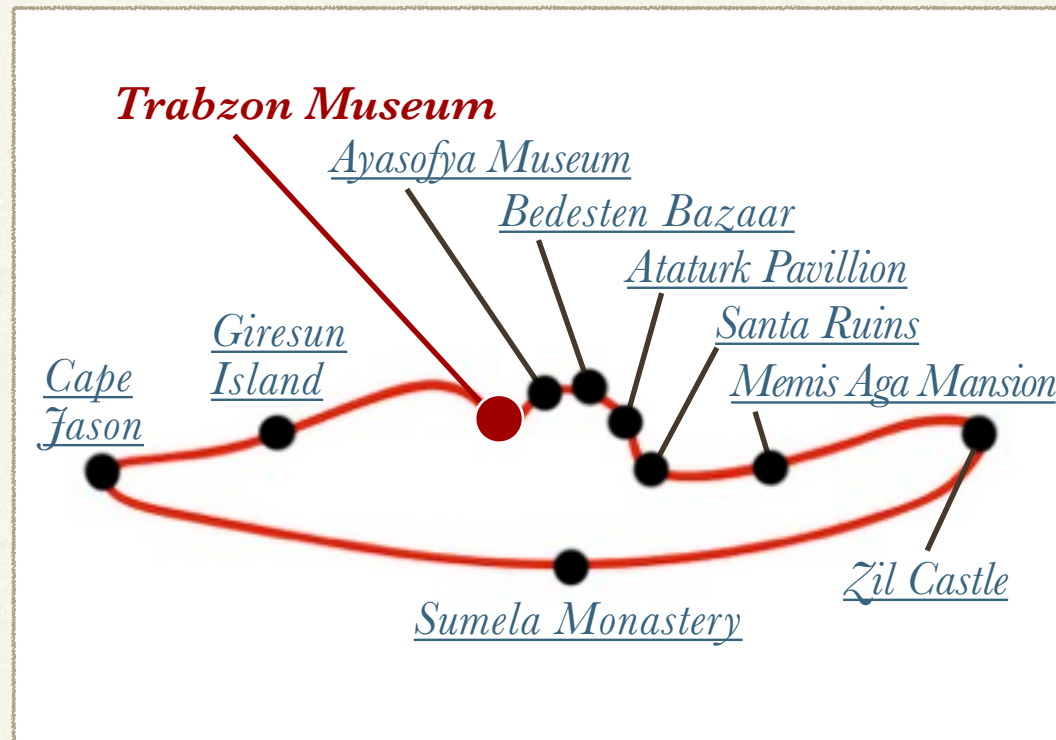 Trabzon Museum
Ayasofya Museum
Bedesten Bazaar
Ataturk Pavillion
Santa Ruins
Giresun
Island
Cape
Jason
Memis Aga Mansion
Zil Castle
Sumela Monastery